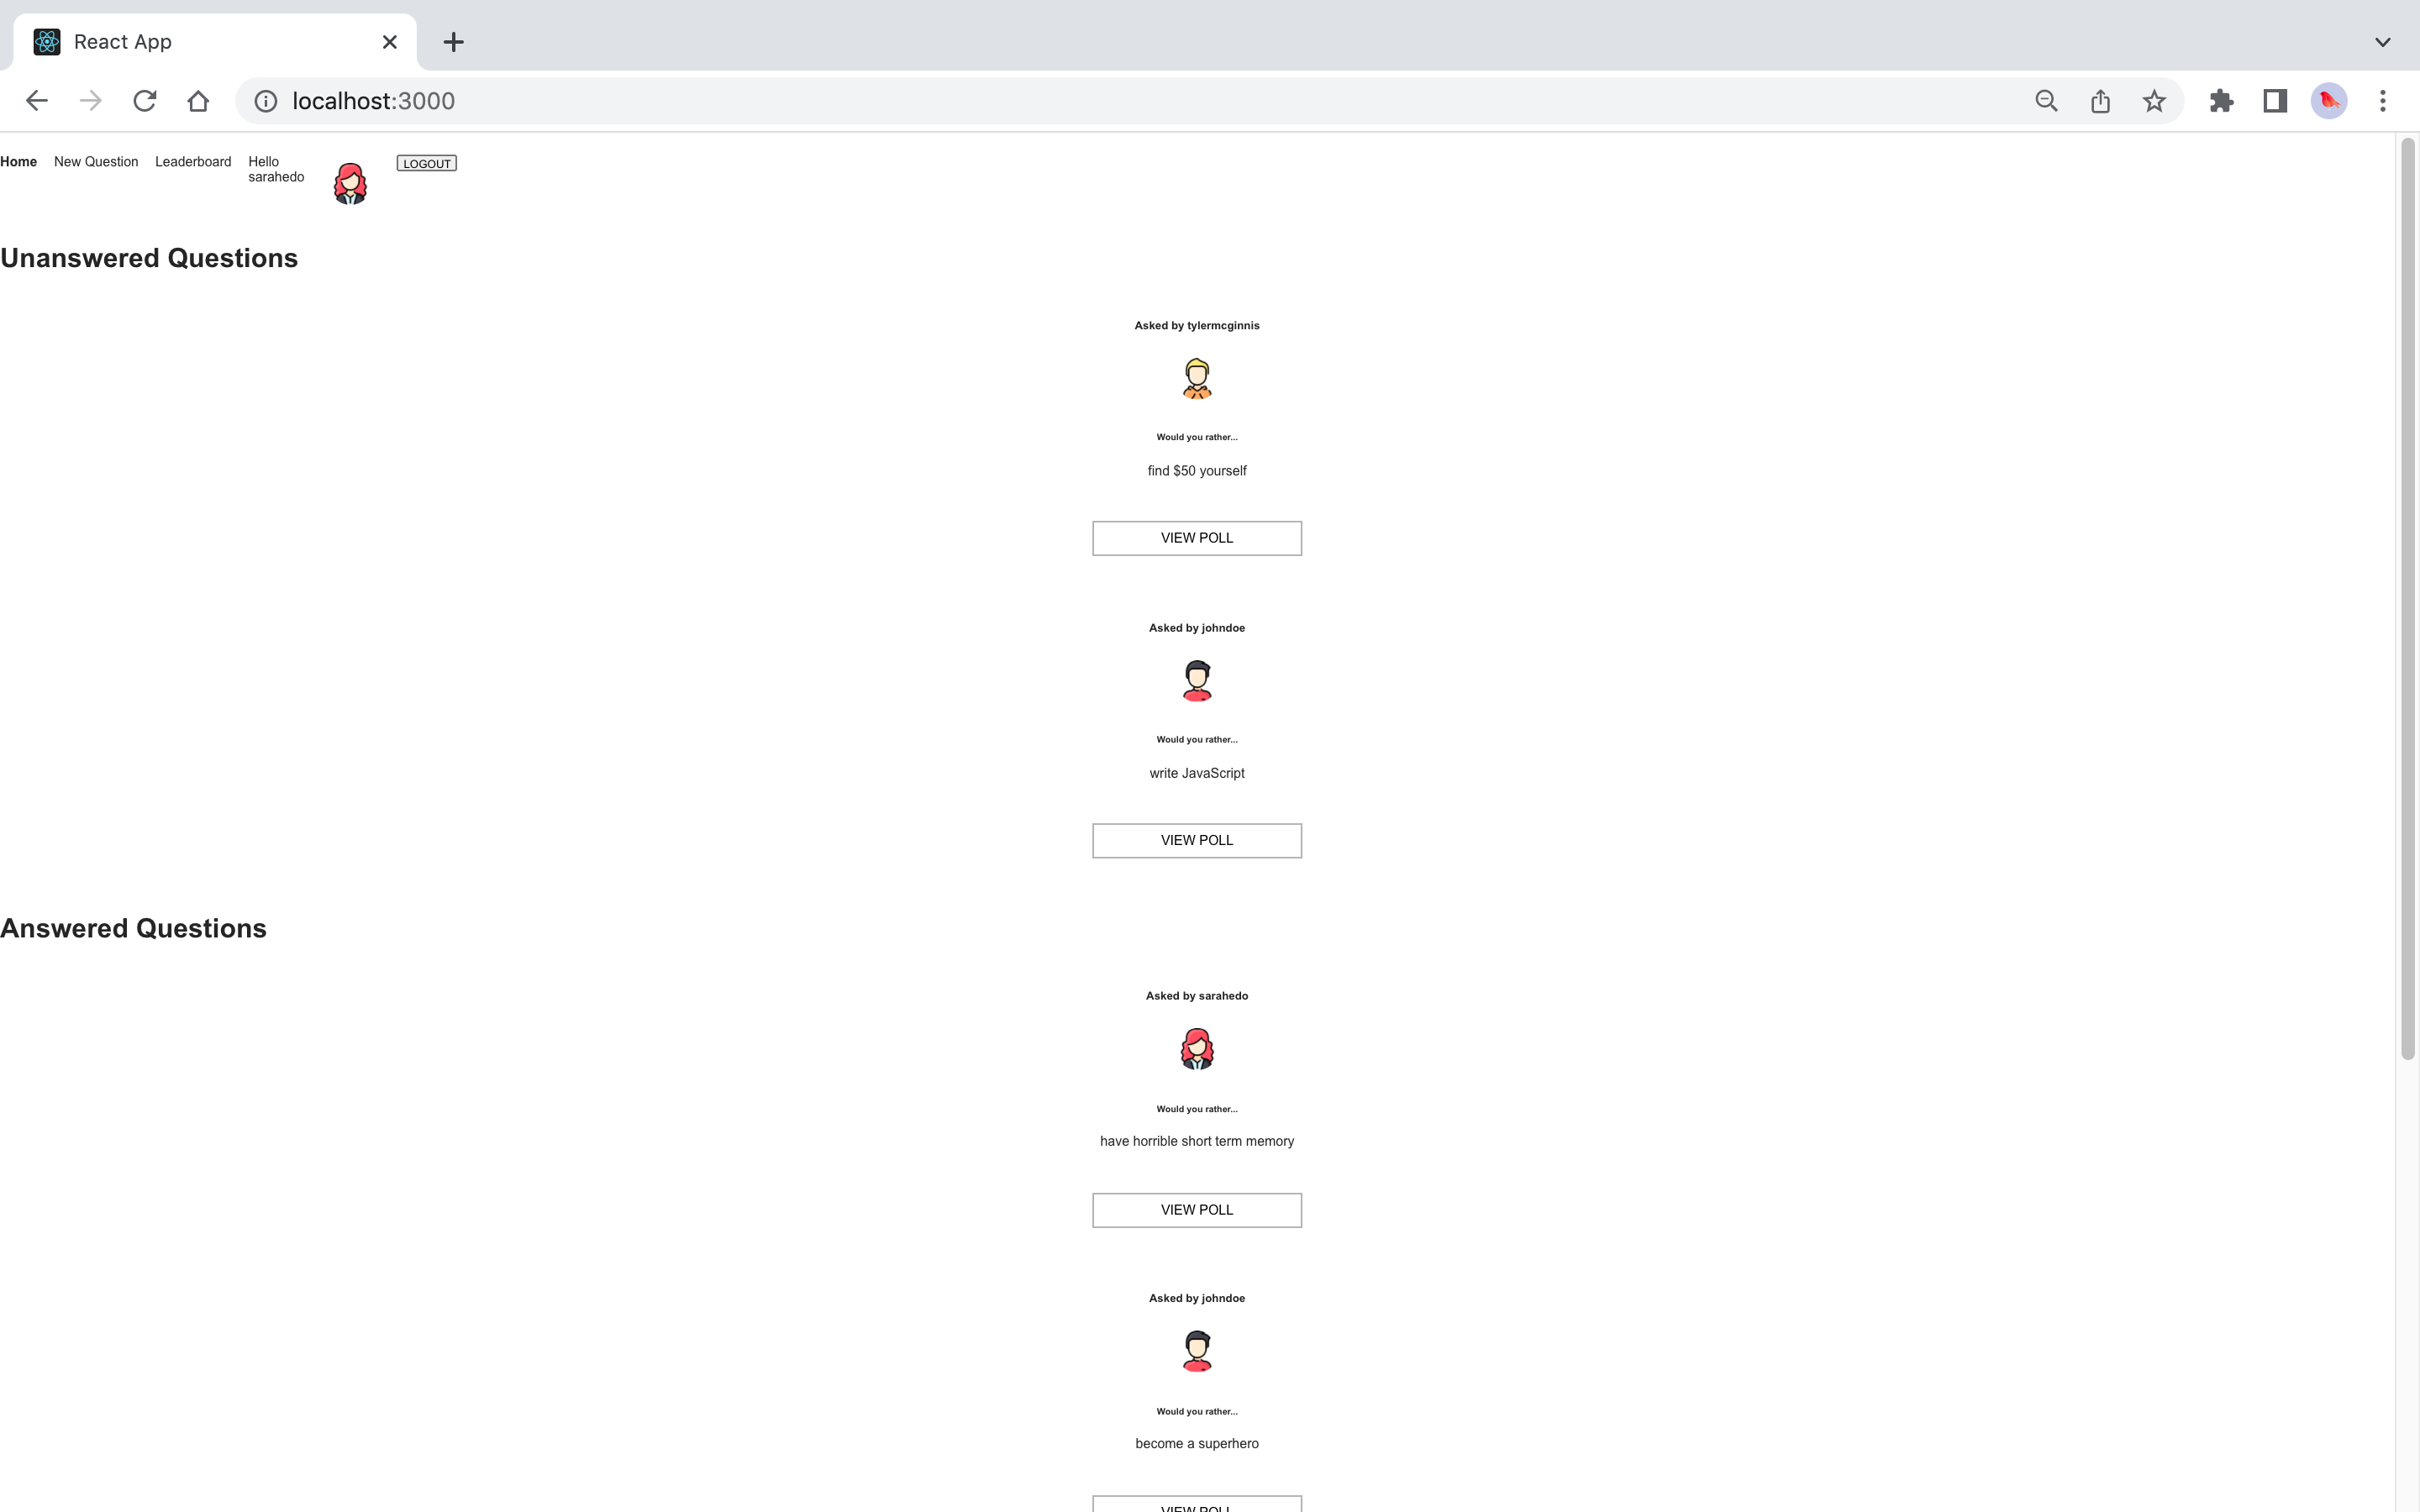 React App
localhost:3000
Home New Question Leaderboard Hello LOGOUT
sarahedo
Unanswered Questions
Asked by tylermcginnis
Would you rather...
find $50 yourself
VIEW POLL
Asked by johndoe
Would you rather...
write JavaScript
VIEW POLL
Answered Questions
Asked by sarahedo
Would you rather...
have horrible short term memory
VIEW POLL
Asked by johndoe
Would you rather...
become a superhero
VIEW POLL